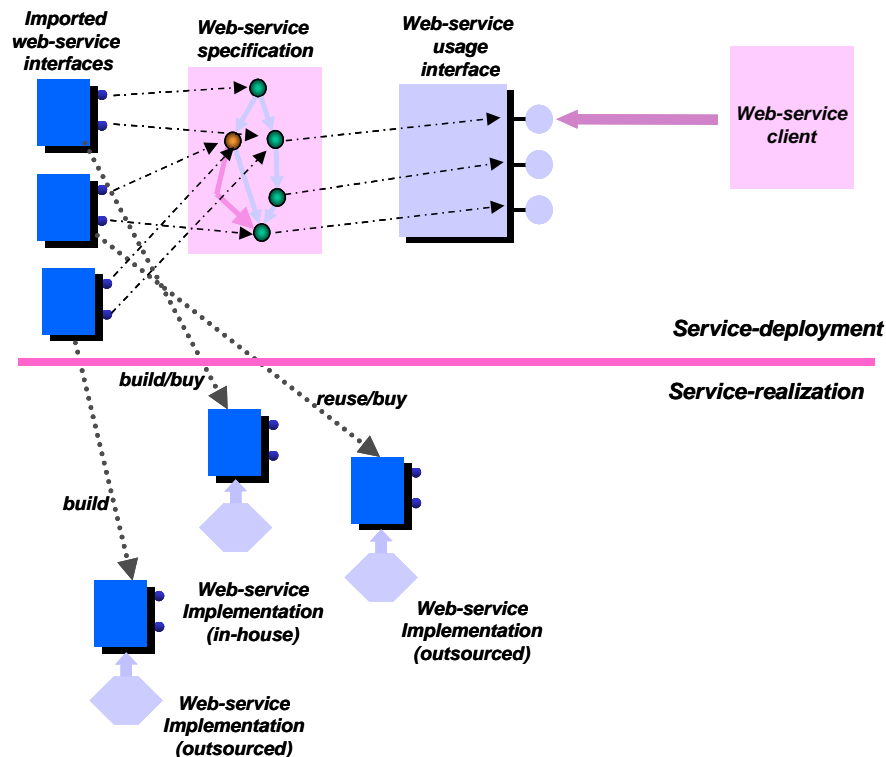 Imported
web-service
interfaces
Web-service
specification
Web-service
usage
interface
Web-service
client
Service-deployment
Service-realization
build/buy
reuse/buy
build
Web-service
Implementation
(in-house)
Web-service
Implementation
(outsourced)
Web-service
Implementation
(outsourced)